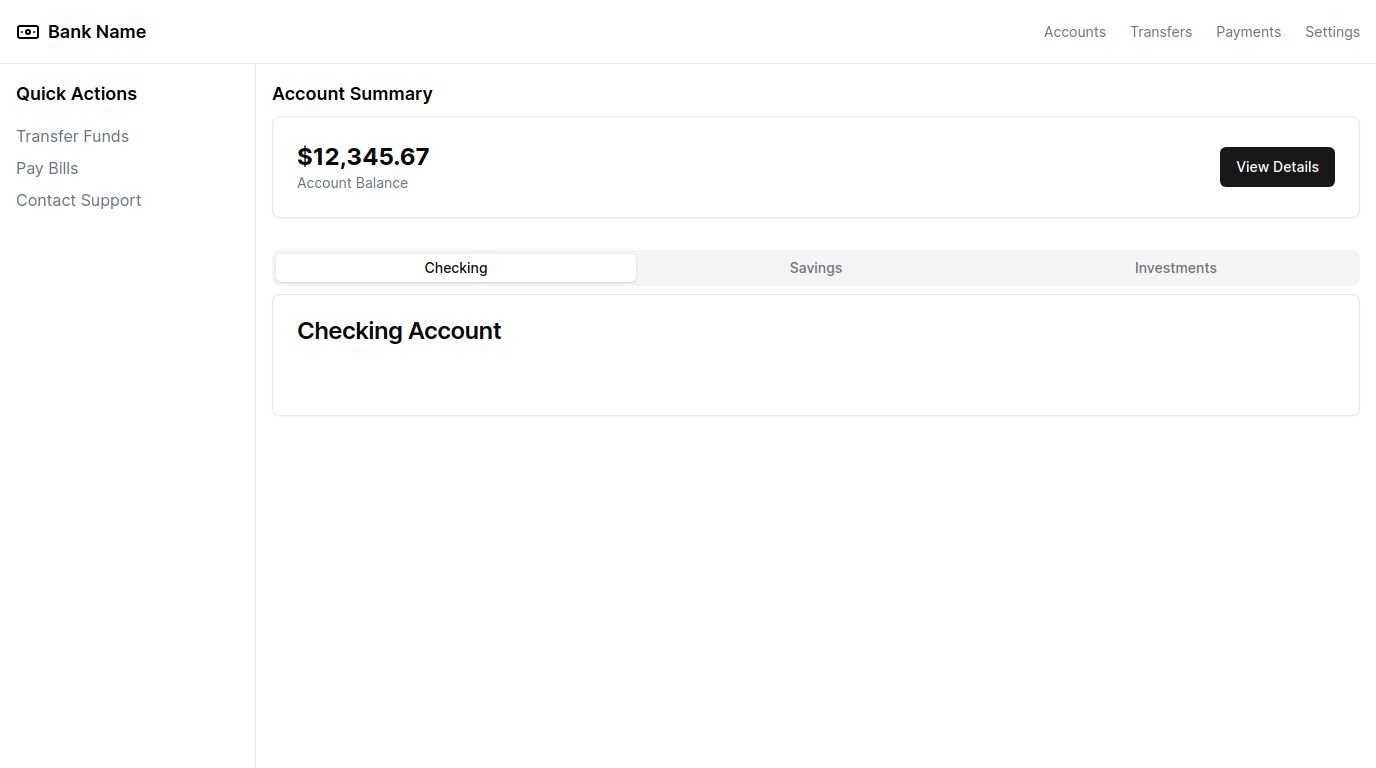 Bank Name
Accounts Transfers Payments Settings
Quick Actions
Transfer Funds
Pay Bills
Contact Support
Account Summary
$12,345.67
Account Balance
View Details
Checking Savings Investments
Checking Account